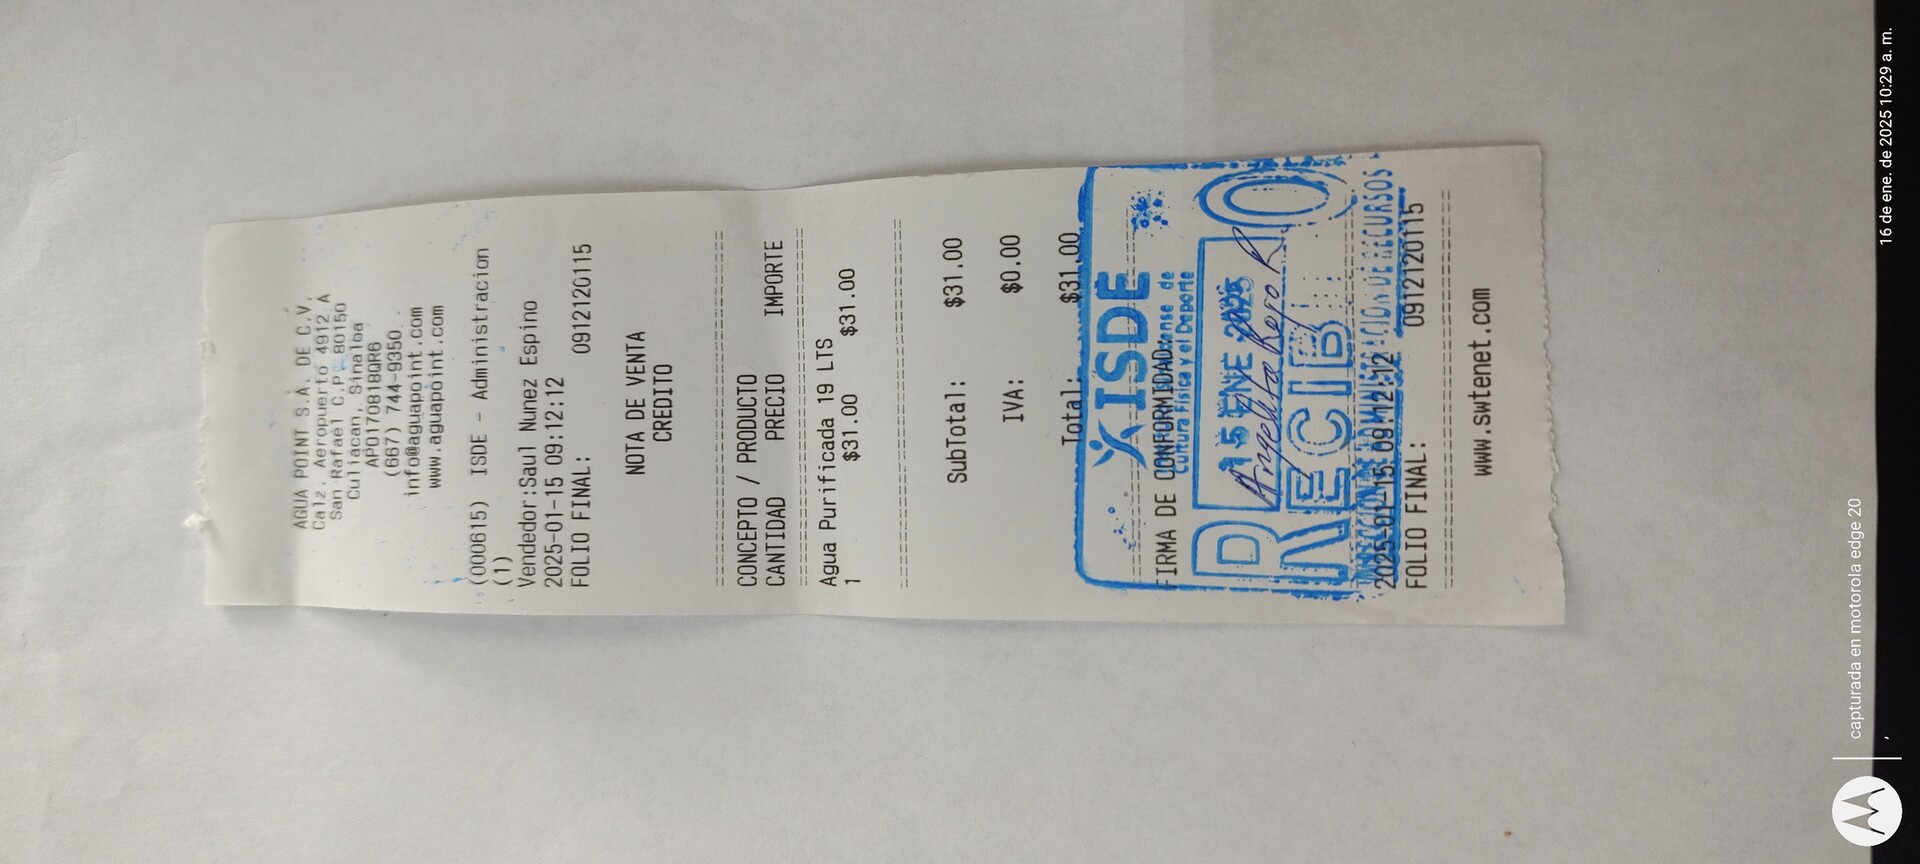 AGUA POINT S.A. DE C.V.
Calz. Aeropuerto 4912 A
San Rafael C.P. 80150
Culiacan, Sinaloa
APO170818QR6
(667) 744-9350
info@aguapoint.com
www.aguapoint.com
(000615) ISDE - Administracion
(1)
Vendedor:Saul Nunez Espino
2025-01-15 09:12:12
FOLIO FINAL: 0912120115
NOTA DE VENTA
CREDITO
CONCEPTO / PRODUCTO
CANTIDAD PRECIO IMPORTE
Agua Purificada 19 LTS
1 $31.00 $31.00
SubTotal: $31.00
IVA: $0.00
Total: $31.00
ISDE
FIRMA DE CONFORMIDAD
Cultura Física y el Deporte
15 ENE 2025
Angelita
RECIBI
DE RECURSOS
2025-01-15 09:12:12
FOLIO FINAL: 0912120115
www.swtenet.com
16 de ene. de 2025 10:29 a. m.
capturada en motorola edge 20